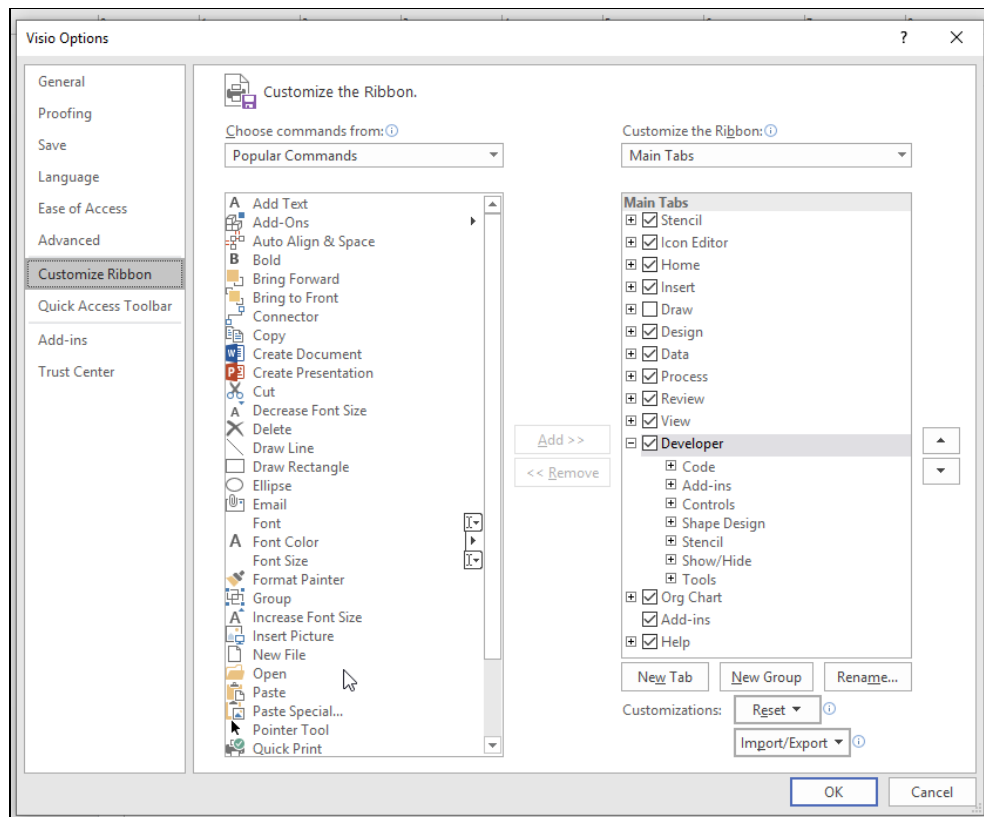 Visio Options
?
General
Proofing
Save
Language
Ease of Access
Advanced
Customize Ribbon
Quick Access Toolbar
Add-ins
Trust Center
Customize the Ribbon.
Choose commands from:
Popular Commands
Add Text
Add-Ons
Auto Align & Space
Bold
Bring Forward
Bring to Front
Connector
Copy
Create Document
Create Presentation
Cut
Decrease Font Size
Delete
Draw Line
Draw Rectangle
Ellipse
Email
Font
Font Color
Font Size
Format Painter
Group
Increase Font Size
Insert Picture
New File
Open
Paste
Paste Special...
Pointer Tool
Quick Print
Add >>
<< Remove
Customize the Ribbon:
Main Tabs
Main Tabs
Stencil
Icon Editor
Home
Insert
Draw
Design
Data
Process
Review
View
Developer
Code
Add-ins
Controls
Shape Design
Stencil
Show/Hide
Tools
Org Chart
Add-ins
Help
New Tab New Group Rename...
Customizations: Reset
Import/Export
OK Cancel